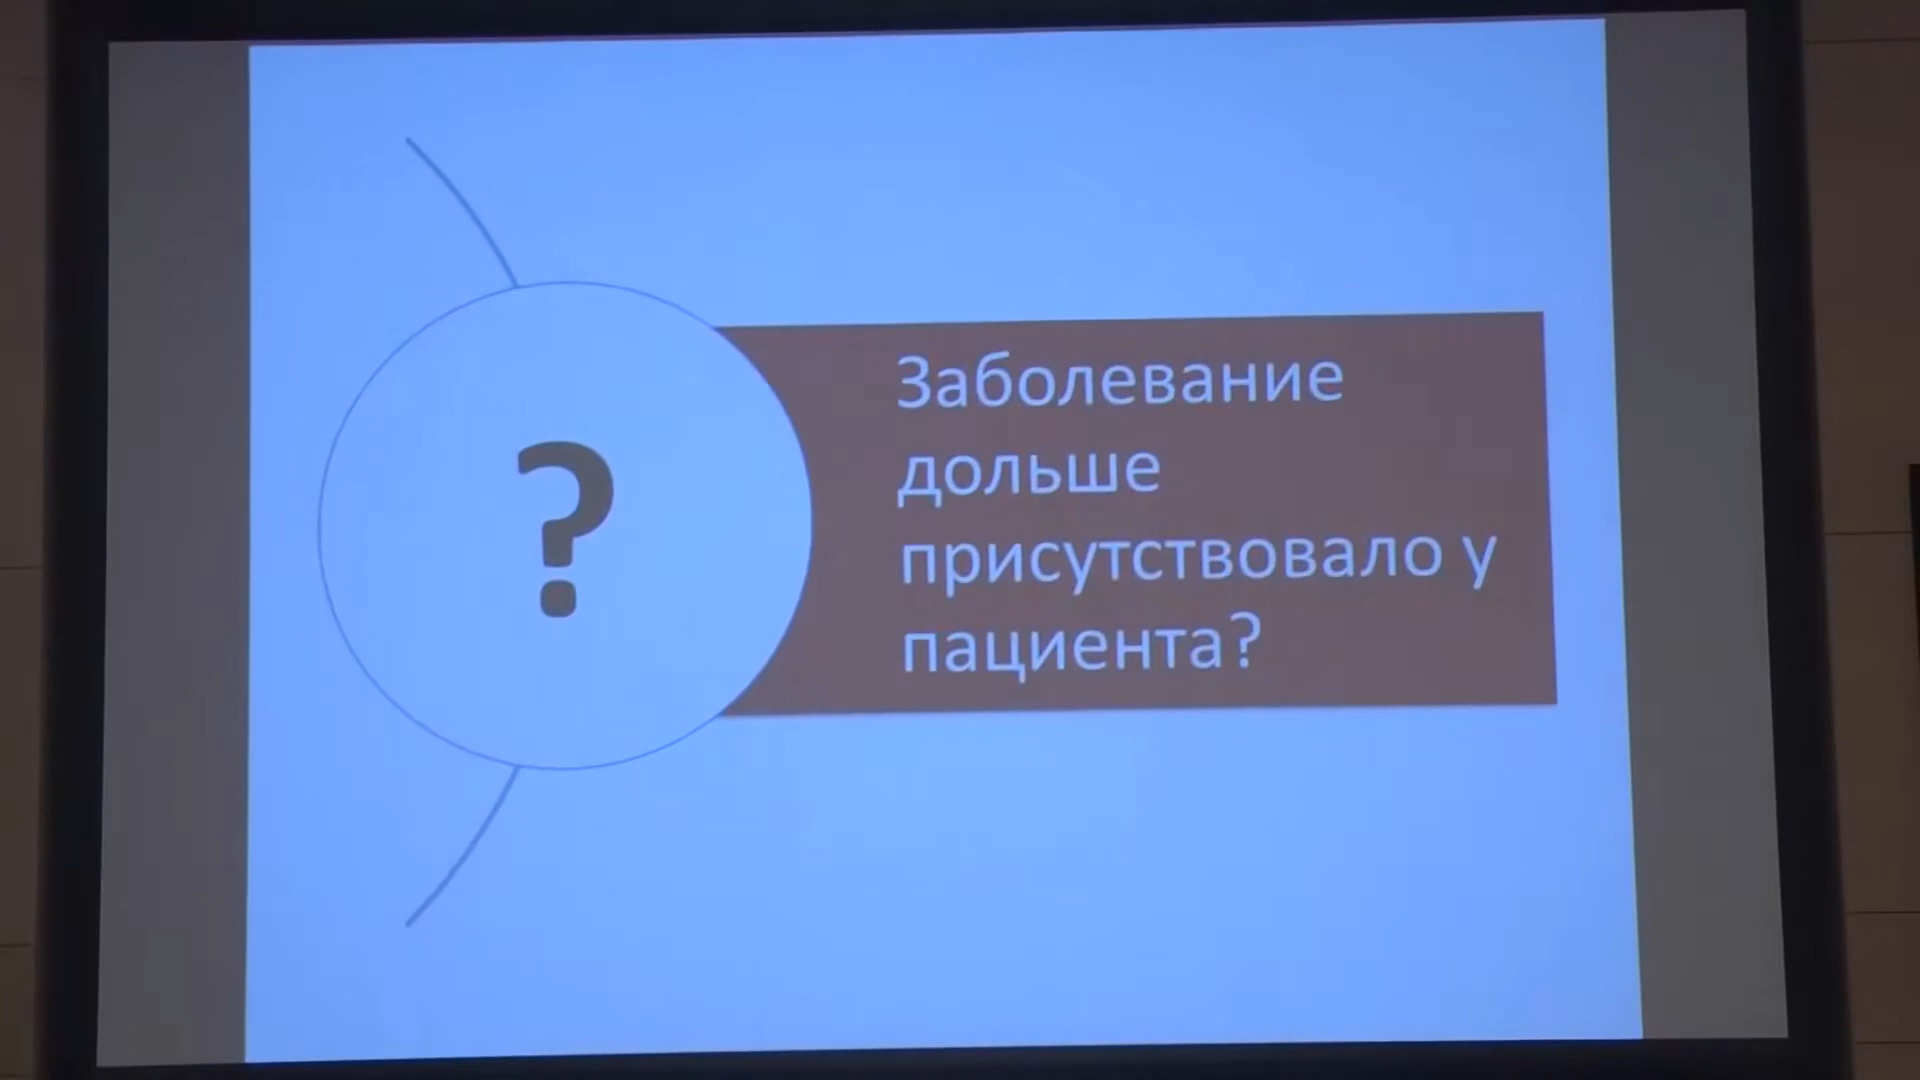 ?
Заболевание
дольше
присутствовало у
пациента?